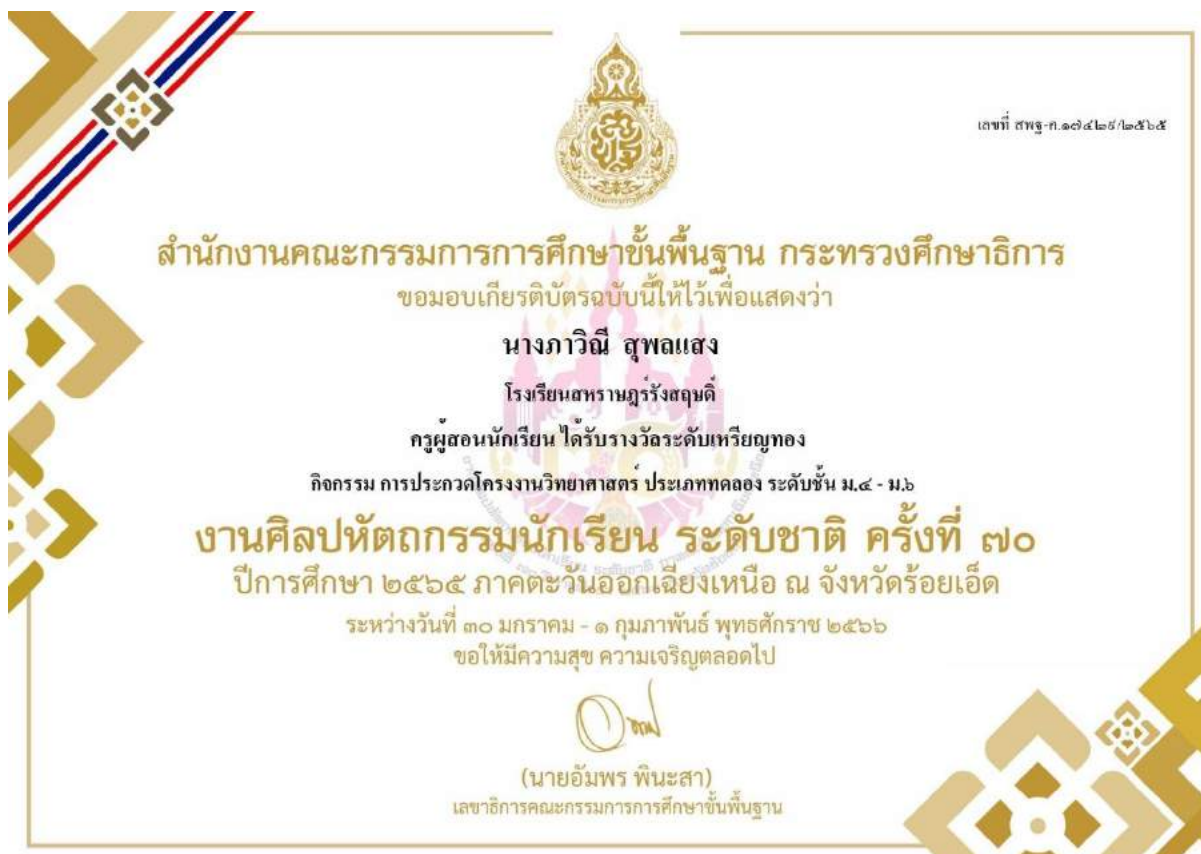 เลขที่ สพฐ-ค.๑๗๔๒๙/๒๕๖๕
สำนักงานคณะกรรมการการศึกษาขั้นพื้นฐาน กระทรวงศึกษาธิการ
ขอมอบเกียรติบัตรฉบับนี้ให้ไว้เพื่อแสดงว่า
นางภาวิณี สุพลแสง
โรงเรียนสหราษฎร์รังสฤษดิ์
ครูผู้สอนนักเรียน ได้รับรางวัลระดับเหรียญทอง
กิจกรรม การประกวดโครงงานวิทยาศาสตร์ ประเภททดลอง ระดับชั้น ม.๔ - ม.๖
งานศิลปหัตถกรรมนักเรียน ระดับชาติ ครั้งที่ ๗๐
ปีการศึกษา ๒๕๖๕ ภาคตะวันออกเฉียงเหนือ ณ จังหวัดร้อยเอ็ด
ระหว่างวันที่ ๓๐ มกราคม - ๑ กุมภาพันธ์ พุทธศักราช ๒๕๖๖
ขอให้มีความสุข ความเจริญตลอดไป
(นายอัมพร พินะสา)
เลขาธิการคณะกรรมการการศึกษาขั้นพื้นฐาน